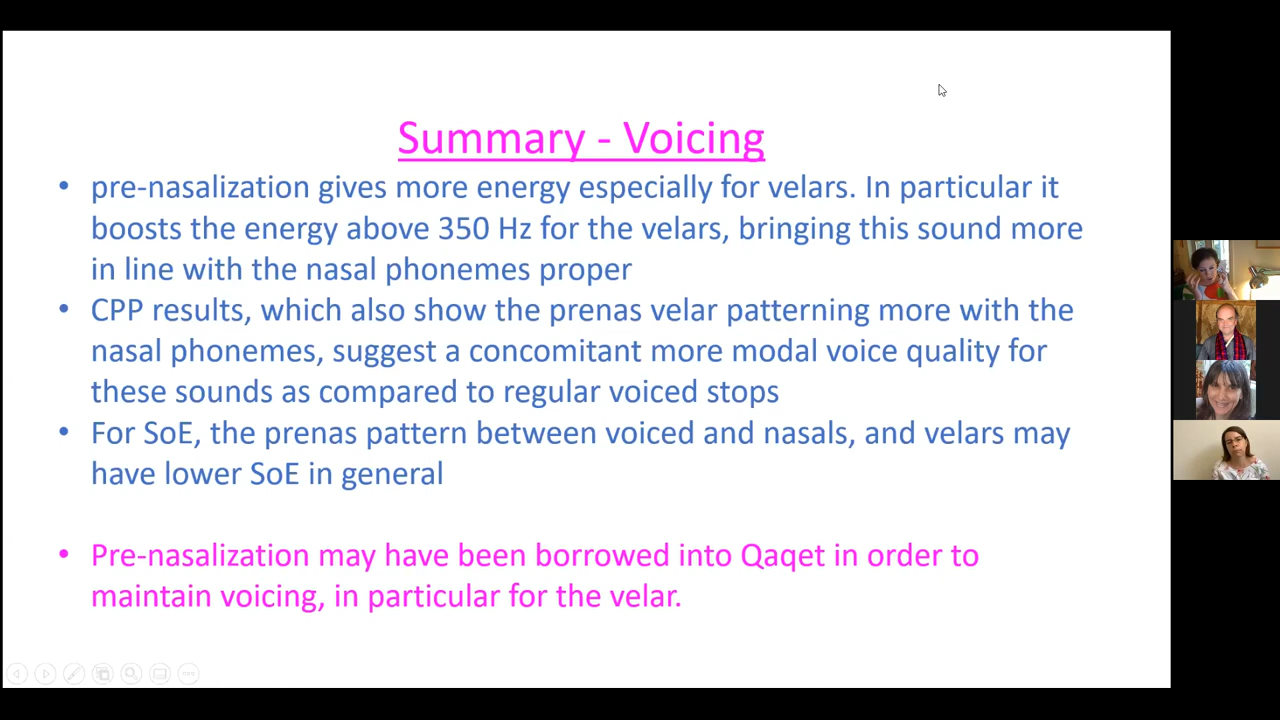 Summary - Voicing
• pre-nasalization gives more energy especially for velars. In particular it
boosts the energy above 350 Hz for the velars, bringing this sound more
in line with the nasal phonemes proper
• CPP results, which also show the prenas velar patterning more with the
nasal phonemes, suggest a concomitant more modal voice quality for
these sounds as compared to regular voiced stops
• For SoE, the prenas pattern between voiced and nasals, and velars may
have lower SoE in general
• Pre-nasalization may have been borrowed into Qaqet in order to
maintain voicing, in particular for the velar.